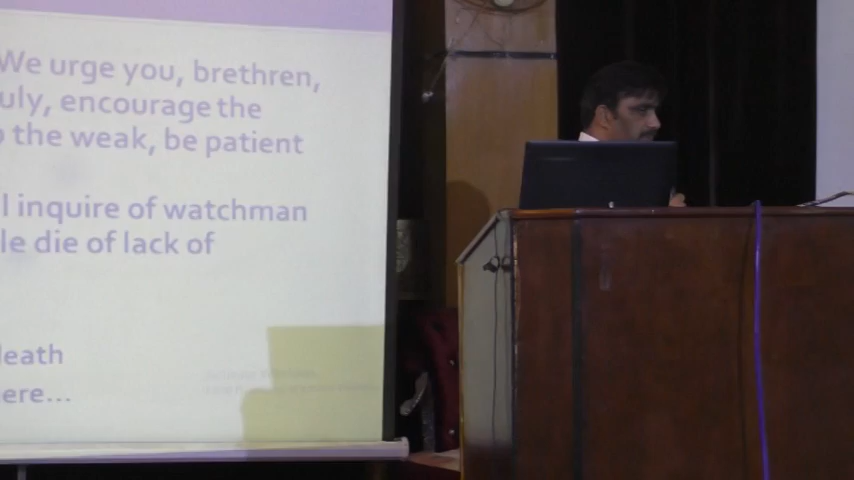 We urge you, brethren,
uly, encourage the
the weak, be patient
l inquire of watchman
le die of lack of
leath
ere...